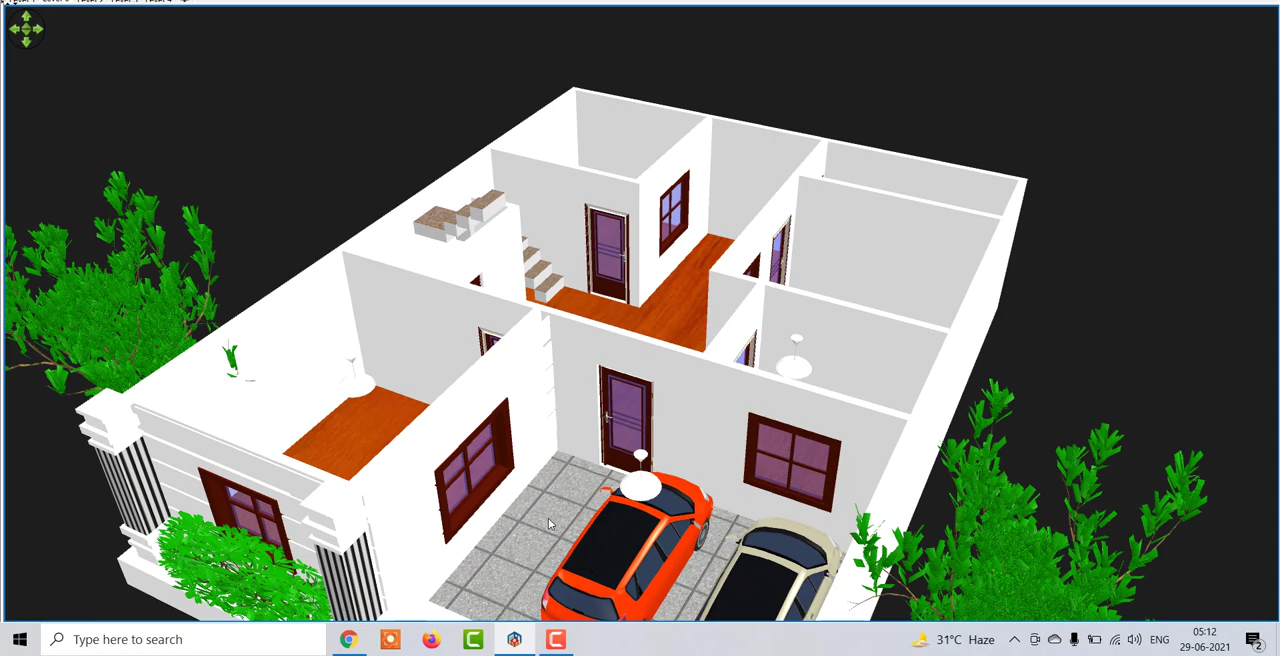 Type here to search
31°C Haze
ENG
05:12
29-06-2021
2